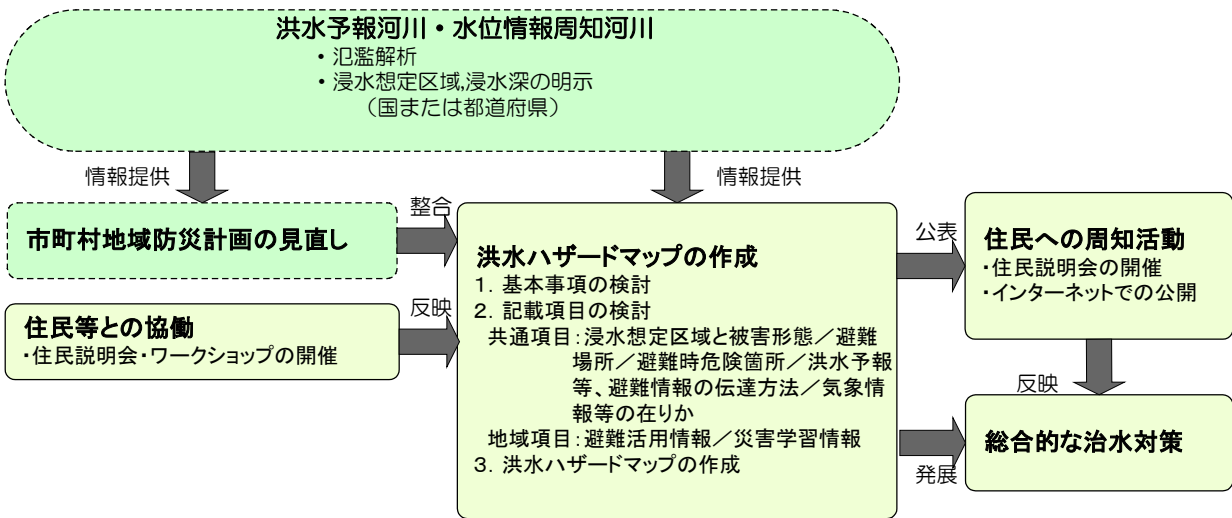 洪水予報河川・水位情報周知河川
・氾濫解析
・浸水想定区域,浸水深の明示
（国または都道府県）
情報提供
情報提供
市町村地域防災計画の見直し
整合
住民等との協働
・住民説明会・ワークショップの開催
反映
洪水ハザードマップの作成
1．基本事項の検討
2．記載項目の検討
共通項目：浸水想定区域と被害形態／避難
場所／避難時危険箇所／洪水予報
等、避難情報の伝達方法／気象情
報等の在りか
地域項目：避難活用情報／災害学習情報
3．洪水ハザードマップの作成
公表
住民への周知活動
・住民説明会の開催
・インターネットでの公開
反映
発展
総合的な治水対策